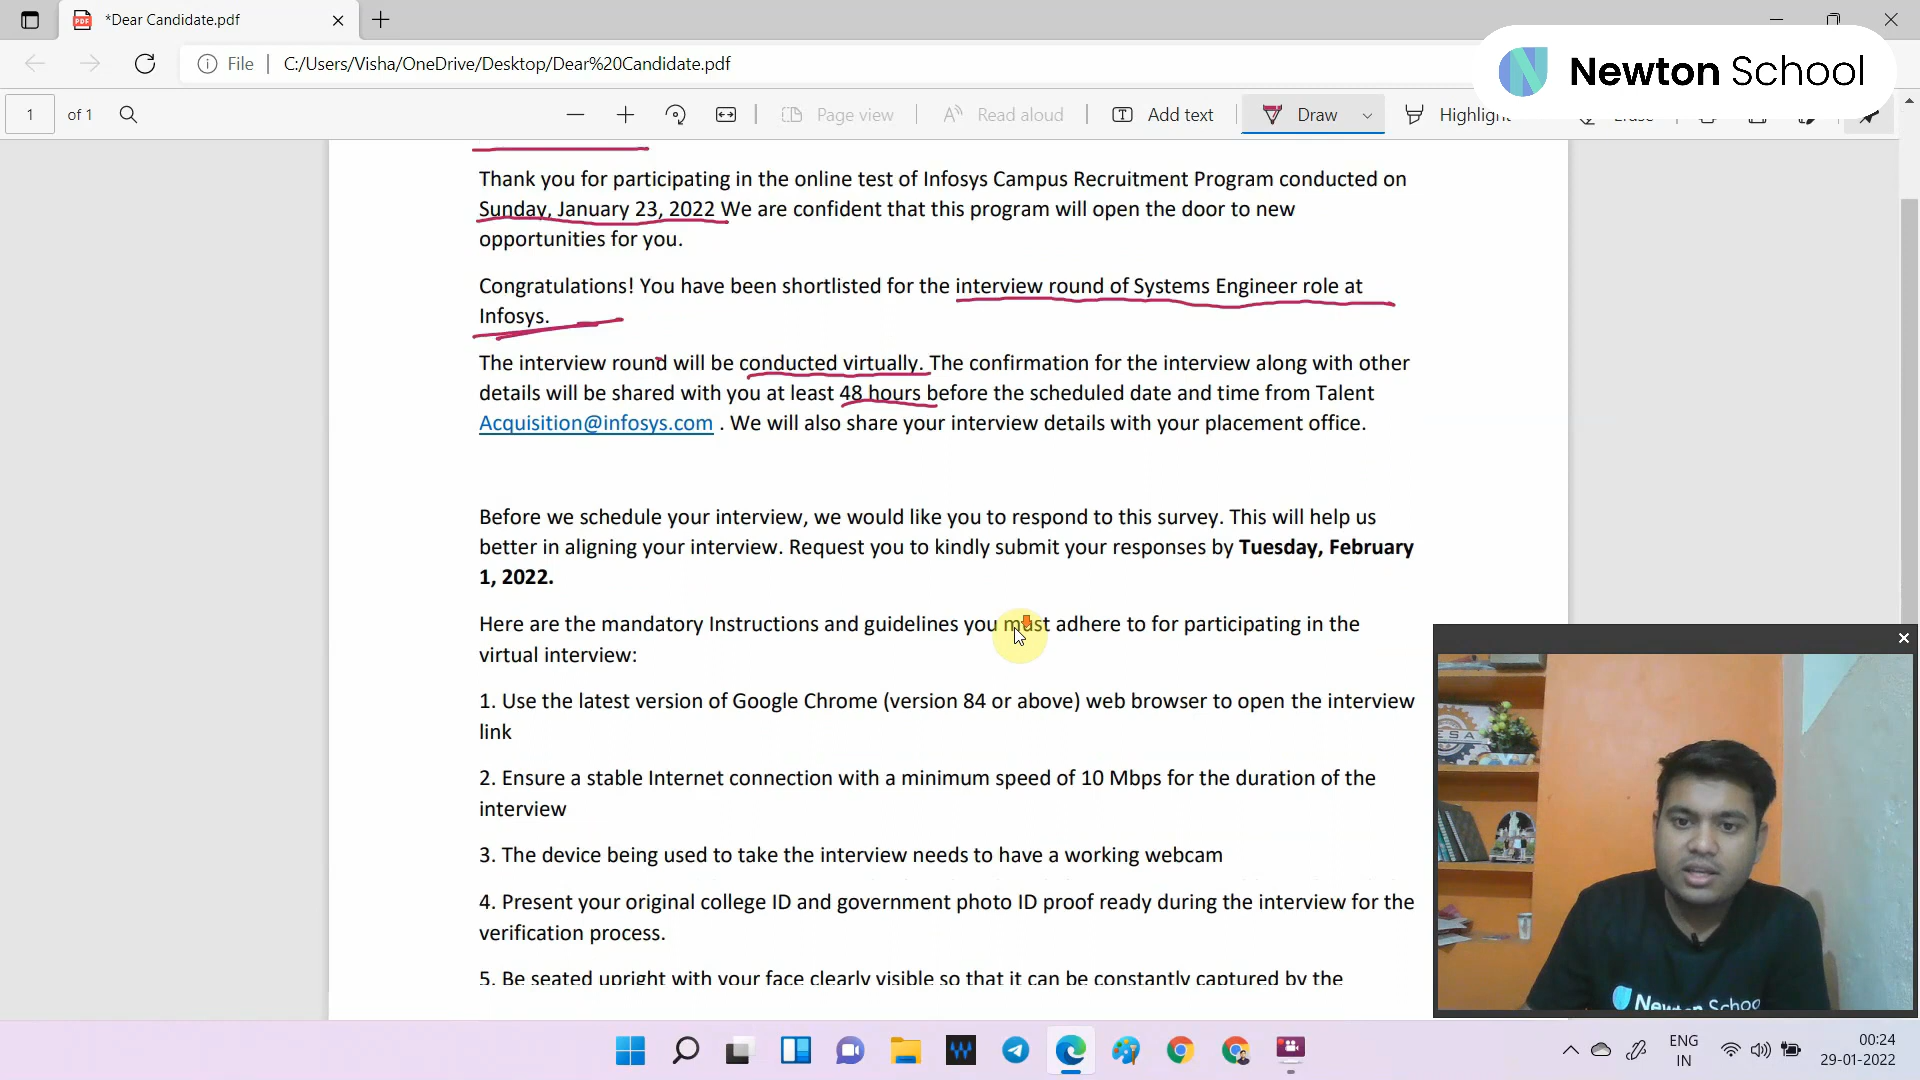 *Dear Candidate.pdf
File
C:/Users/Visha/OneDrive/Desktop/Dear%20Candidate.pdf
Newton School
1
of 1
Page view
Read aloud
Add text
Draw
Highlight
Thank you for participating in the online test of Infosys Campus Recruitment Program conducted on
Sunday, January 23, 2022 We are confident that this program will open the door to new
opportunities for you.
Congratulations! You have been shortlisted for the interview round of Systems Engineer role at
Infosys.
The interview round will be conducted virtually. The confirmation for the interview along with other
details will be shared with you at least 48 hours before the scheduled date and time from Talent
Acquisition@infosys.com . We will also share your interview details with your placement office.
Before we schedule your interview, we would like you to respond to this survey. This will help us
better in aligning your interview. Request you to kindly submit your responses by Tuesday, February
1, 2022.
Here are the mandatory Instructions and guidelines you must adhere to for participating in the
virtual interview:
1. Use the latest version of Google Chrome (version 84 or above) web browser to open the interview
link
2. Ensure a stable Internet connection with a minimum speed of 10 Mbps for the duration of the
interview
3. The device being used to take the interview needs to have a working webcam
4. Present your original college ID and government photo ID proof ready during the interview for the
verification process.
5. Be seated upright with your face clearly visible so that it can be constantly captured by the
ESA
Newton School
ENG
IN
00:24
29-01-2022